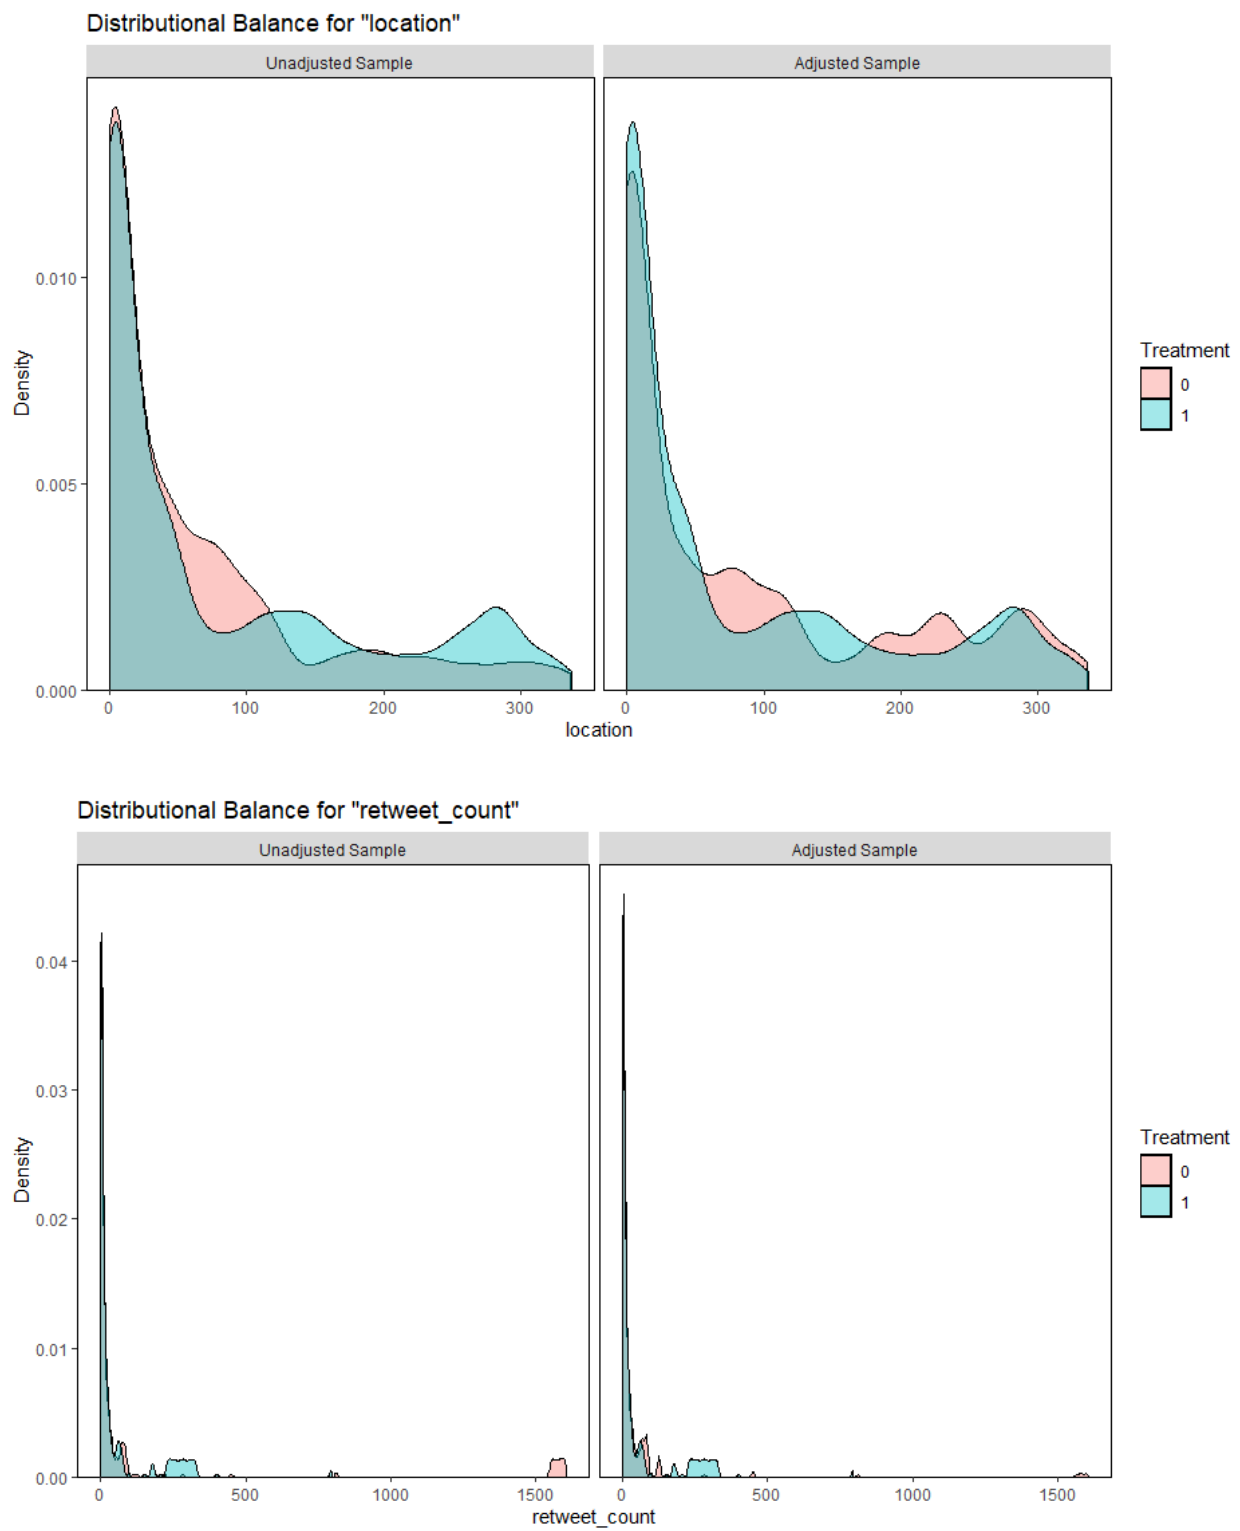 Distributional Balance for "location"
Unadjusted Sample
Adjusted Sample
Density
0.010
0.005
0.000
0 100 200 300
0 100 200 300
location
Treatment
0
1
Distributional Balance for "retweet_count"
Unadjusted Sample
Adjusted Sample
Density
0.04
0.03
0.02
0.01
0.00
0 500 1000 1500
0 500 1000 1500
retweet_count
Treatment
0
1